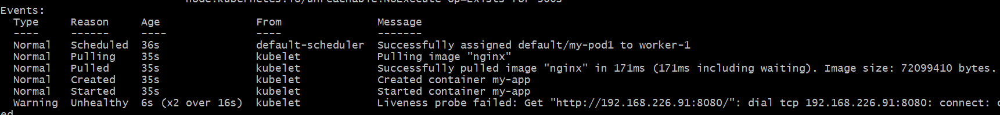 node.kubernetes.io/unreachable:NoExecute op=Exists for 300s
Events:
Type Reason Age From Message
---- ------ ---- ---- -------
Normal Scheduled 36s default-scheduler Successfully assigned default/my-pod1 to worker-1
Normal Pulling 35s kubelet Pulling image "nginx"
Normal Pulled 35s kubelet Successfully pulled image "nginx" in 171ms (171ms including waiting). Image size: 72099410 bytes.
Normal Created 35s kubelet Created container my-app
Normal Started 35s kubelet Started container my-app
Warning Unhealthy 6s (x2 over 16s) kubelet Liveness probe failed: Get "http://192.168.226.91:8080/": dial tcp 192.168.226.91:8080: connect:
ed